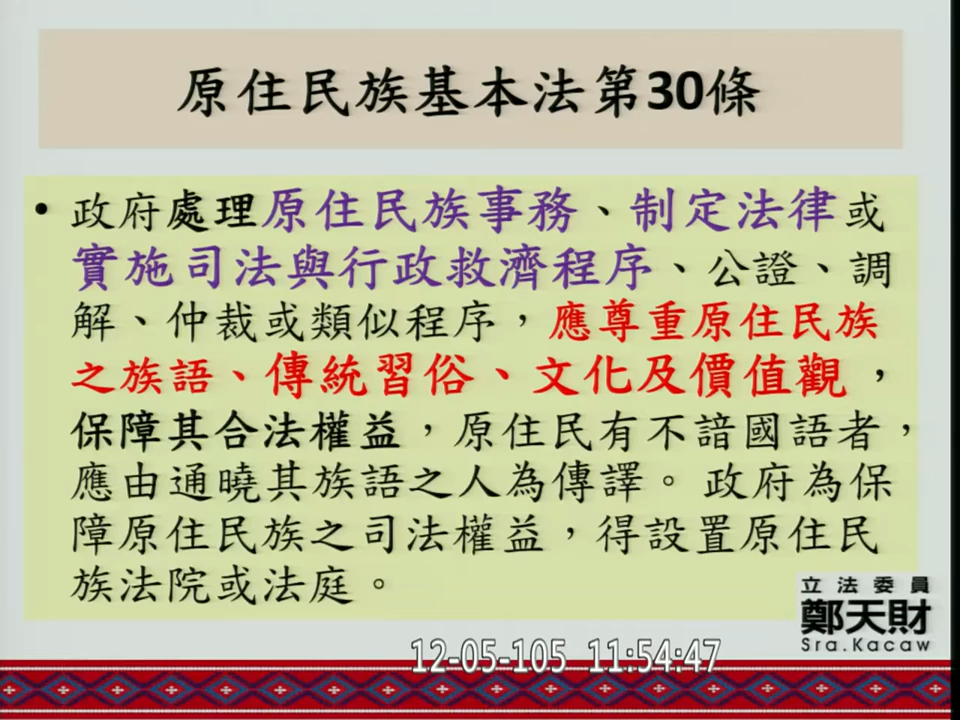 原住民族基本法第30條
• 政府處理原住民族事務、制定法律或
實施司法與行政救濟程序、公證、調
解、仲裁或類似程序，應尊重原住民族
之族語、傳統習俗、文化及價值觀，
保障其合法權益，原住民有不諳國語者，
應由通曉其族語之人為傳譯。政府為保
障原住民族之司法權益，得設置原住民
族法院或法庭。
立法委員
鄭天財
Sra.Kacaw
12-05-105 11:54:47